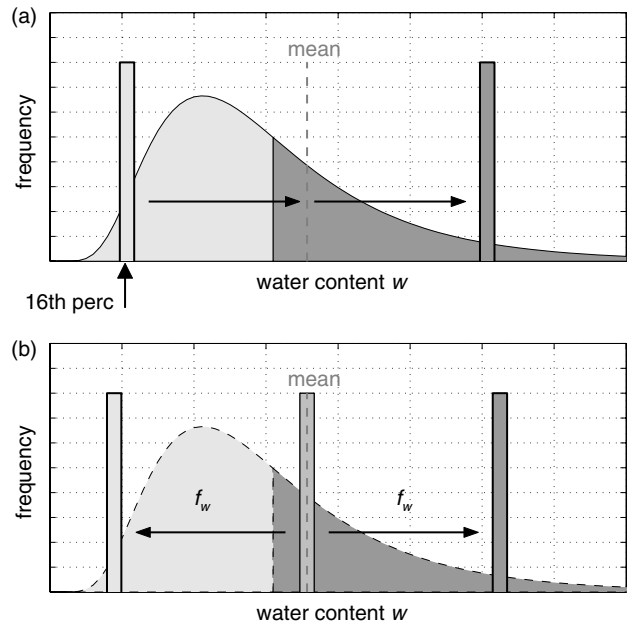 (a)
mean
frequency
water content w
16th perc
(b)
mean
frequency
f_w
f_w
water content w